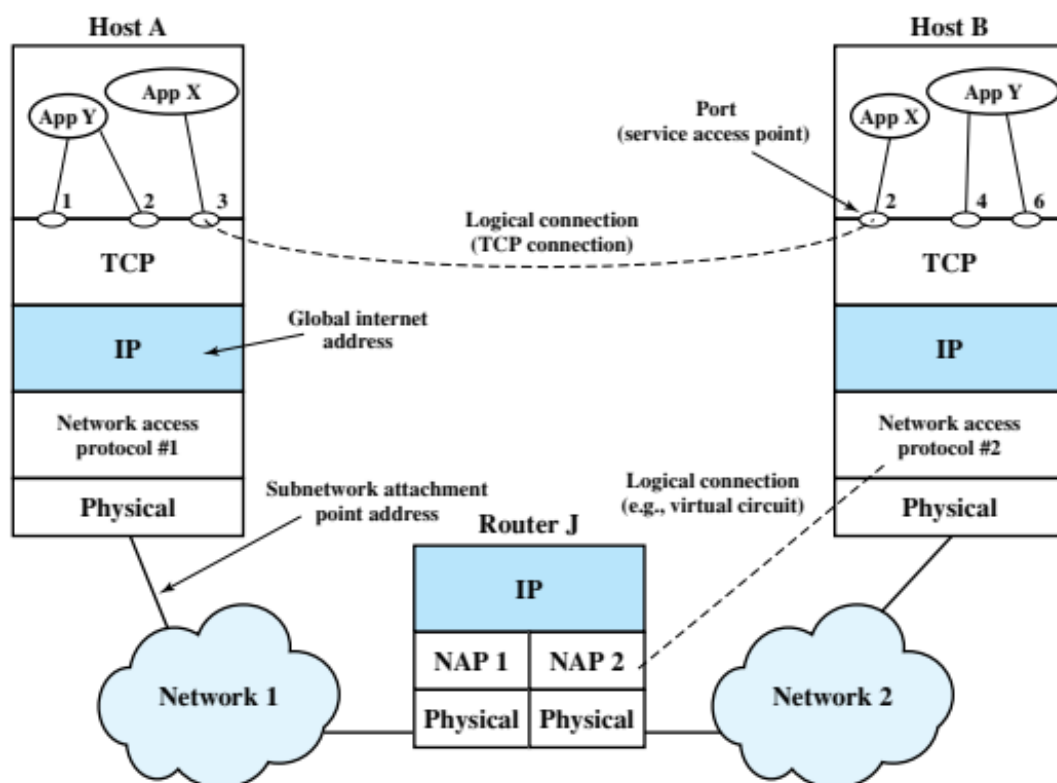 Host A
App X
App Y
1
2
3
TCP
IP
Network access
protocol #1
Physical
Host B
App Y
App X
2
4
6
TCP
IP
Network access
protocol #2
Physical
Port
(service access point)
Logical connection
(TCP connection)
Global internet
address
Subnetwork attachment
point address
Logical connection
(e.g., virtual circuit)
Router J
IP
NAP 1
NAP 2
Physical
Physical
Network 1
Network 2